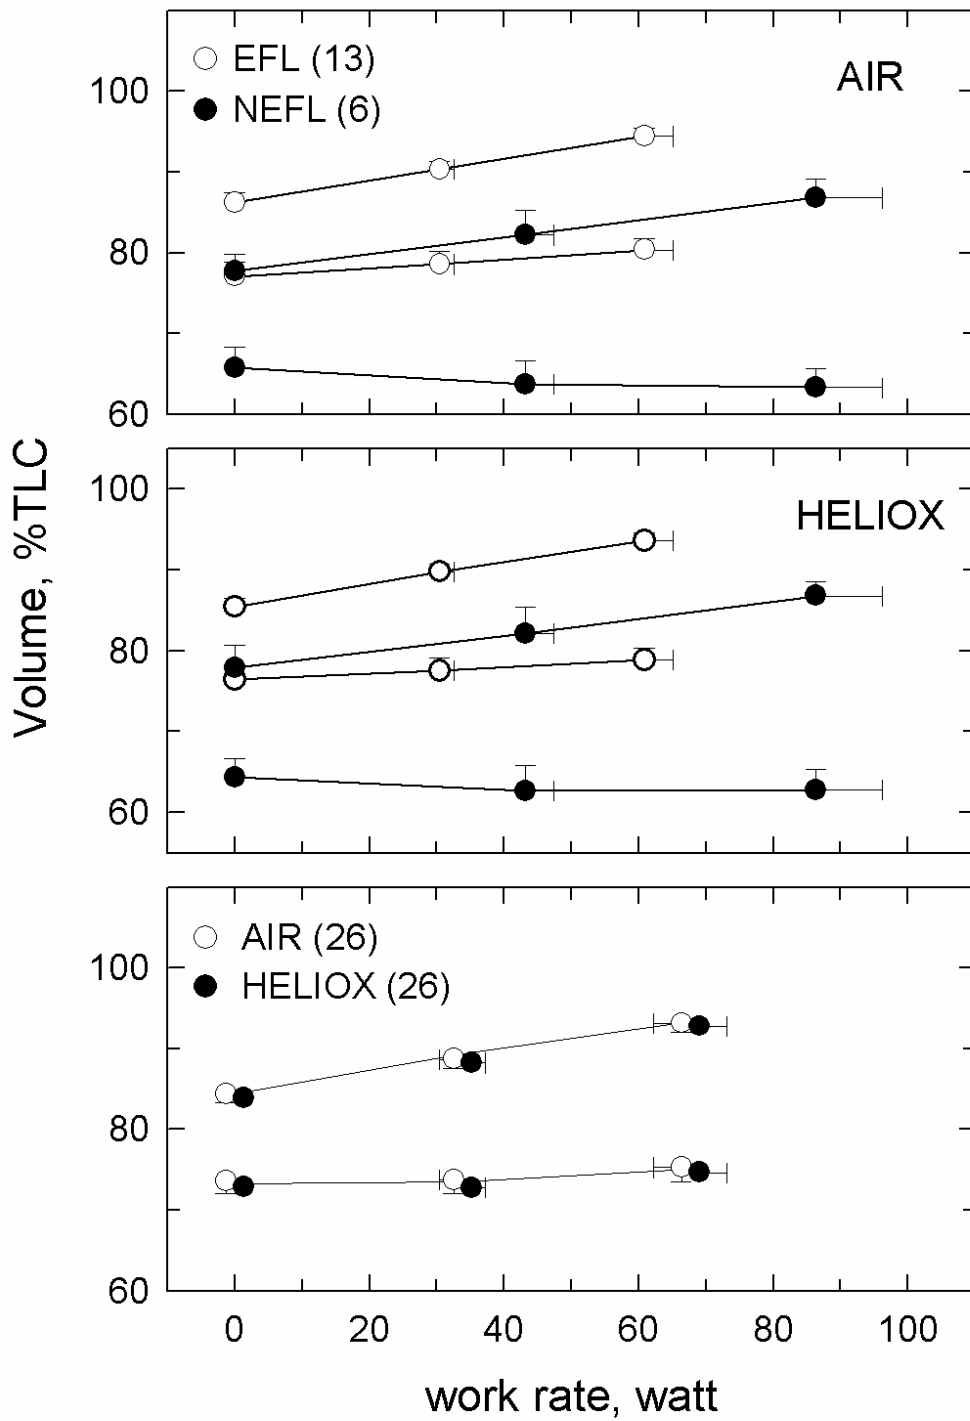 EFL (13)
NEFL (6)
AIR
100
80
60
HELIOX
100
80
60
Volume, %TLC
AIR (26)
HELIOX (26)
100
80
60
0 20 40 60 80 100
work rate, watt